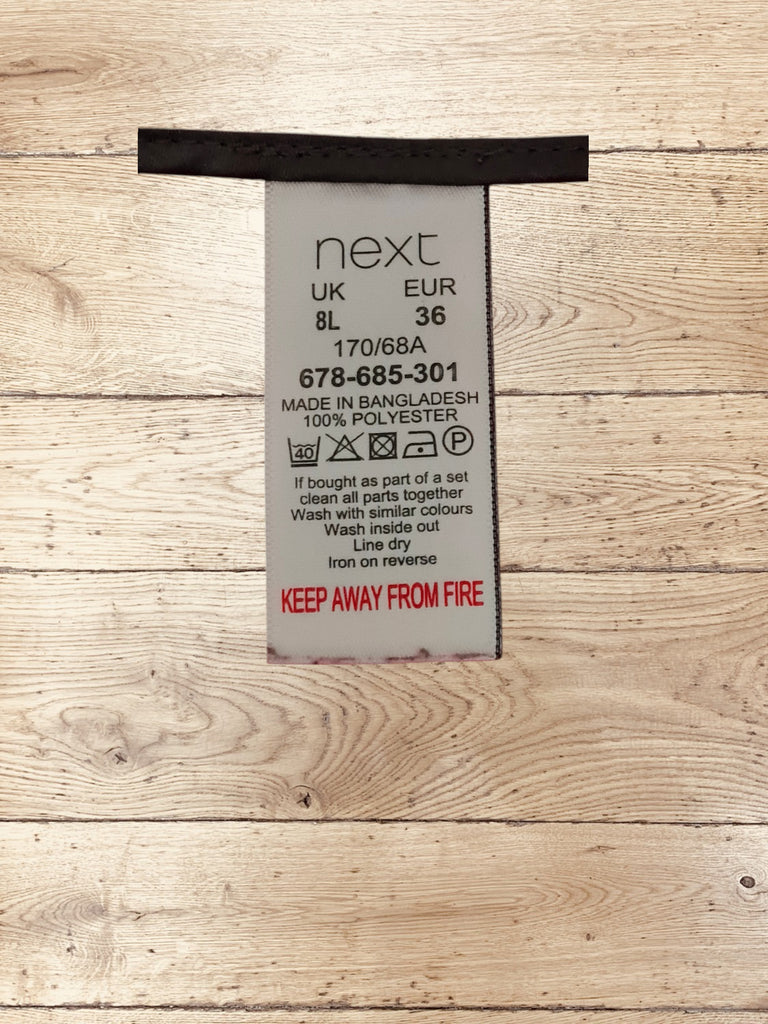 next
UK EUR
8L 36
170/68A
678-685-301
MADE IN BANGLADESH
100% POLYESTER
40 P
If bought as part of a set
clean all parts together
Wash with similar colours
Wash inside out
Line dry
Iron on reverse
KEEP AWAY FROM FIRE